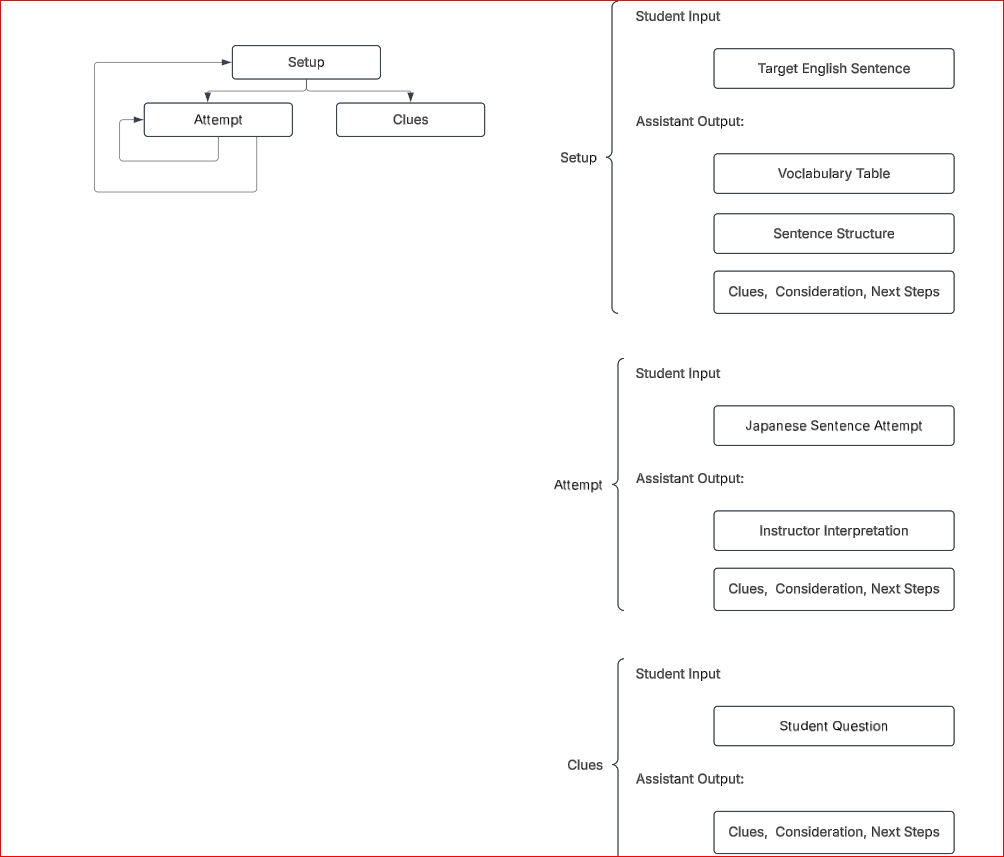 Setup
Attempt
Clues
Setup
Student Input
Target English Sentence
Assistant Output:
Voclabulary Table
Sentence Structure
Clues, Consideration, Next Steps
Attempt
Student Input
Japanese Sentence Attempt
Assistant Output:
Instructor Interpretation
Clues, Consideration, Next Steps
Clues
Student Input
Student Question
Assistant Output:
Clues, Consideration, Next Steps